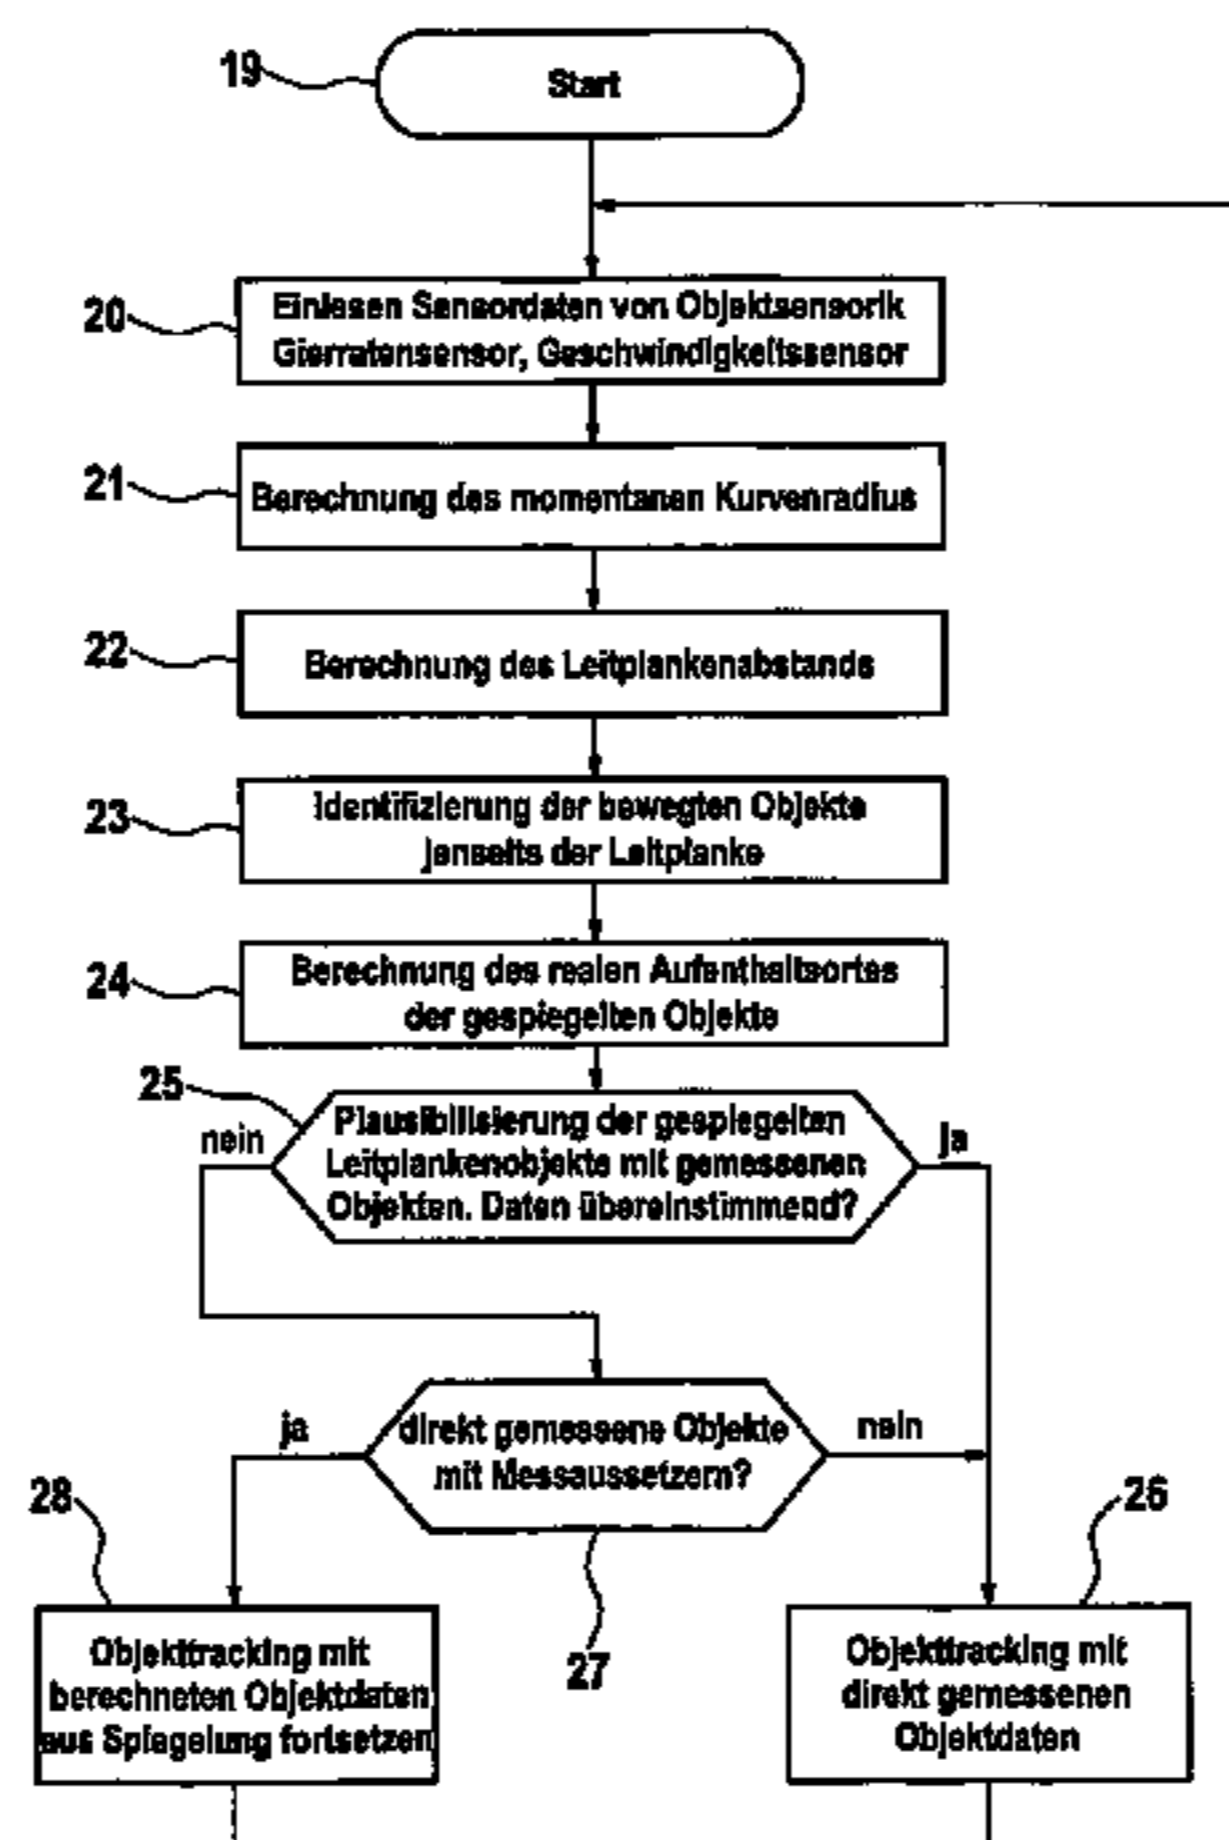 19
Start
20
Einlesen Sensordaten von Objektsensorik
Gierratensensor, Geschwindigkeitssensor
21
Berechnung des momentanen Kurvenradius
22
Berechnung des Leitplankenabstands
23
Identifizierung der bewegten Objekte
jenseits der Leitplanke
24
Berechnung des realen Aufenthaltsortes
der gespiegelten Objekte
25
nein
Plausibilisierung der gespiegelten
Leitplankenobjekte mit gemessenen
Objekten. Daten übereinstimmend?
ja
ja
direkt gemessene Objekte
mit Messaussetzern?
nein
28
26
27
Objekttracking mit
berechneten Objektdaten
aus Spiegelung fortsetzen
Objekttracking mit
direkt gemessenen
Objektdaten